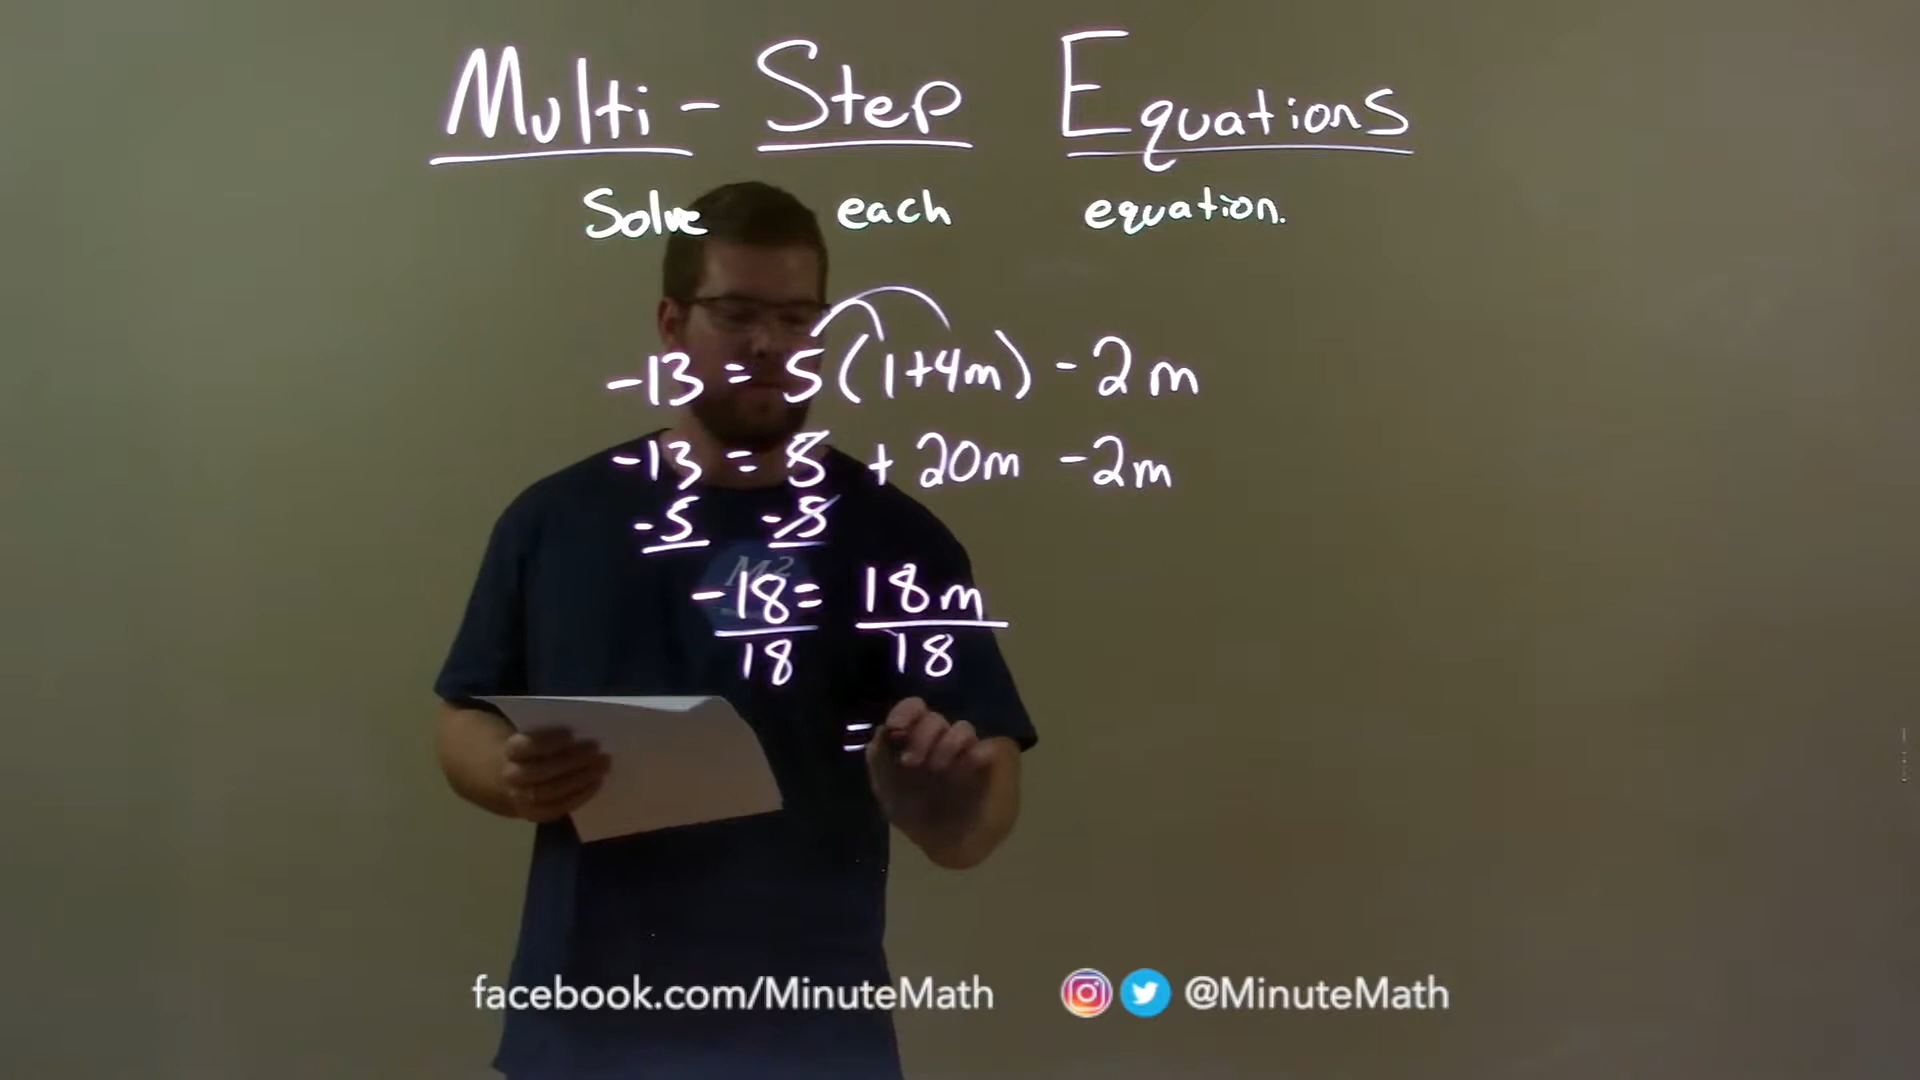 Multi-Step Equations
Solve each equation.
-13 = 5(1+4m) -2m
-13 = 5 + 20m -2m
-5 -5
M2
-18= 18m
18 18
=
facebook.com/MinuteMath @MinuteMath